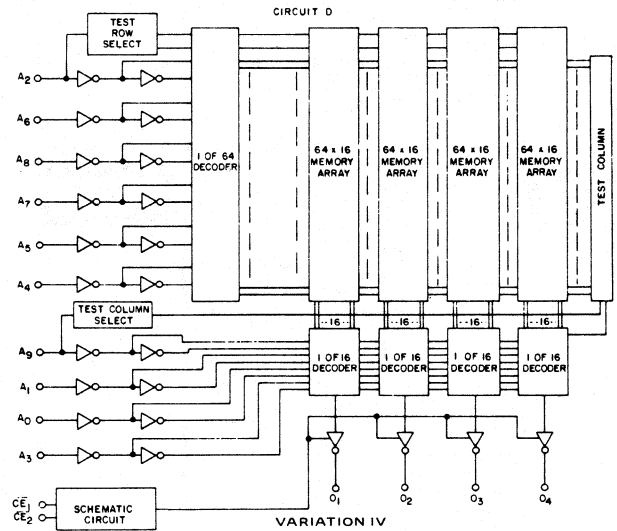 CIRCUIT D
TEST
ROW
SELECT
A2
A6
A8
A7
A5
A4
1 OF 64
DECODER
64 x 16
MEMORY
ARRAY
64 x 16
MEMORY
ARRAY
64 x 16
MEMORY
ARRAY
64 x 16
MEMORY
ARRAY
TEST COLUMN
TEST COLUMN
SELECT
··16··
··16··
··16··
··16··
A9
A1
A0
A3
1 OF 16
DECODER
1 OF 16
DECODER
1 OF 16
DECODER
1 OF 16
DECODER
O1
O2
O3
O4
CE1
CE2
SCHEMATIC
CIRCUIT
VARIATION IV